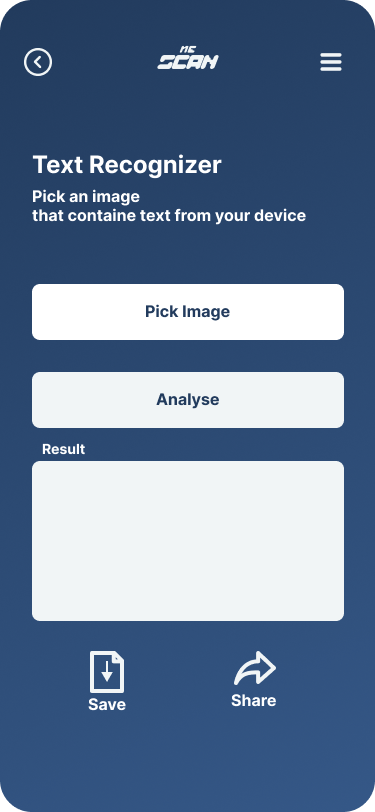 MC
SCAN
Text Recognizer
Pick an image
that containe text from your device
Pick Image
Analyse
Result
Save
Share